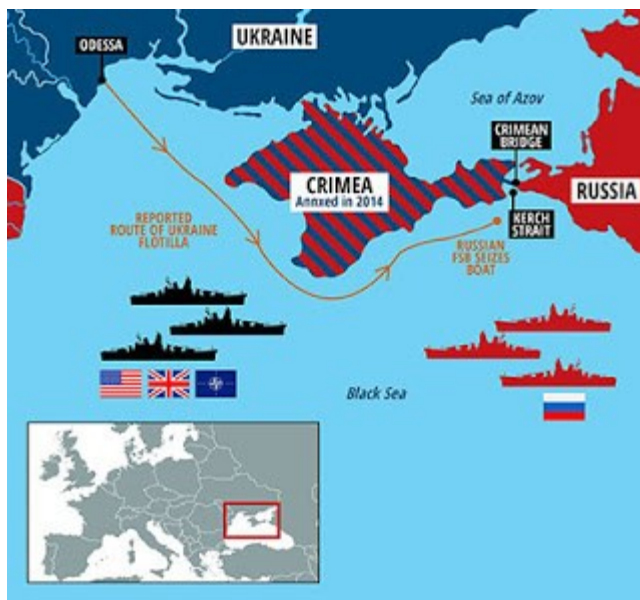 ODESSA
UKRAINE
Sea of Azov
CRIMEAN
BRIDGE
CRIMEA
Annxed in 2014
RUSSIA
KERCH
STRAIT
REPORTED
ROUTE OF UKRAINE
FLOTILLA
RUSSIAN
FSB SEIZES
BOAT
Black Sea